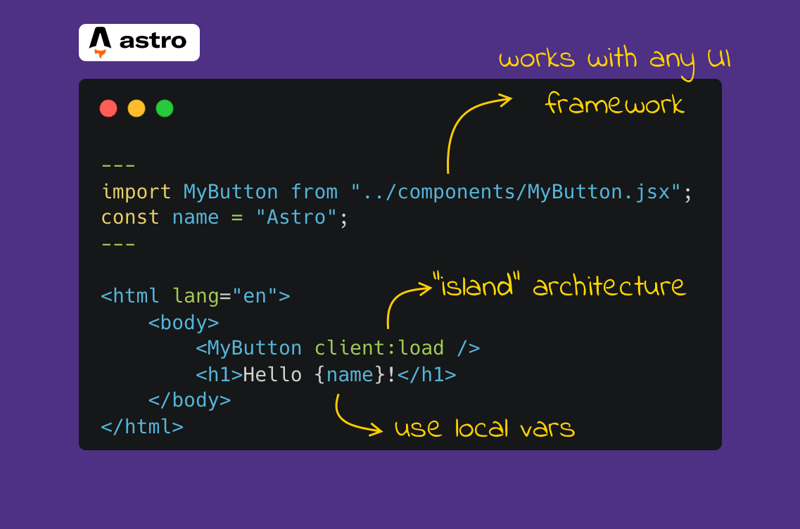 astro
works with any UI
framework
---
import MyButton from "../components/MyButton.jsx";
const name = "Astro";
---
<html lang="en">
"island" architecture
<body>
<MyButton client:load />
<h1>Hello {name}!</h1>
</body>
use local vars
</html>